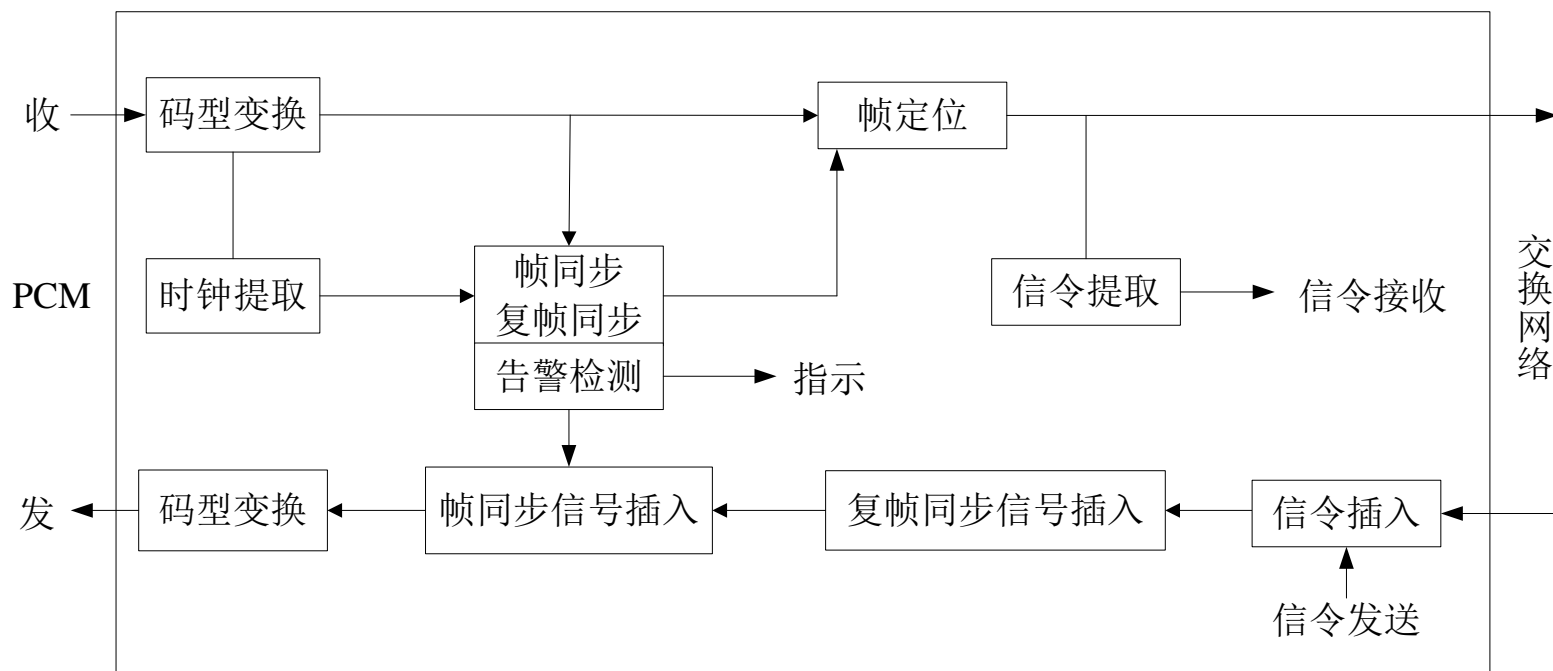 收
码型变换
帧定位
PCM
时钟提取
帧同步
复帧同步
告警检测
指示
信令提取
信令接收
交换网络
发
码型变换
帧同步信号插入
复帧同步信号插入
信令插入
信令发送